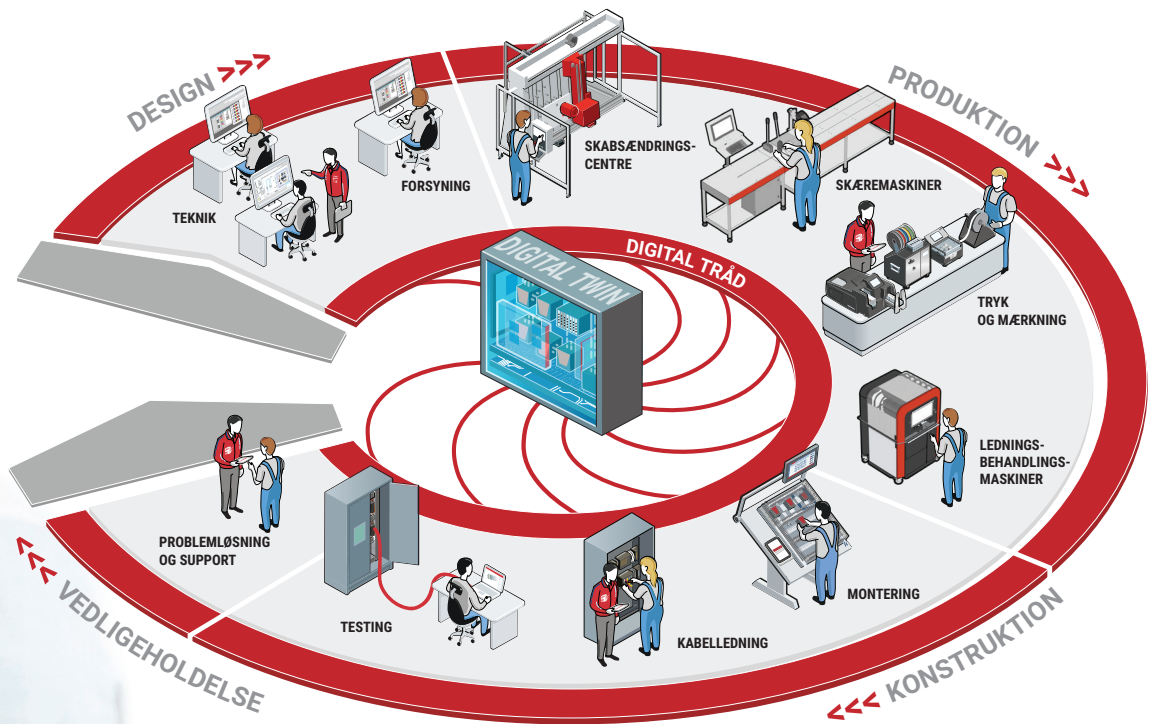 DESIGN >>>
PRODUKTION >>>
TEKNIK
FORSYNING
SKABSÆNDRINGS-
CENTRE
SKÆREMASKINER
TRYK
OG MÆRKNING
LEDNINGS-
BEHANDLINGS-
MASKINER
DIGITAL TWIN
DIGITAL TRÅD
MONTERING
KABELLEDNING
TESTING
PROBLEMLØSNING
OG SUPPORT
<<< KONSTRUKTION
<<< VEDLIGEHOLDELSE